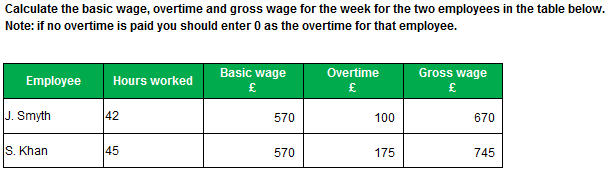 Calculate the basic wage, overtime and gross wage for the week for the two employees in the table below.
Note: if no overtime is paid you should enter 0 as the overtime for that employee.
Employee Hours worked Basic wage £ Overtime £ Gross wage £
J. Smyth 42 570 100 670
S. Khan 45 570 175 745